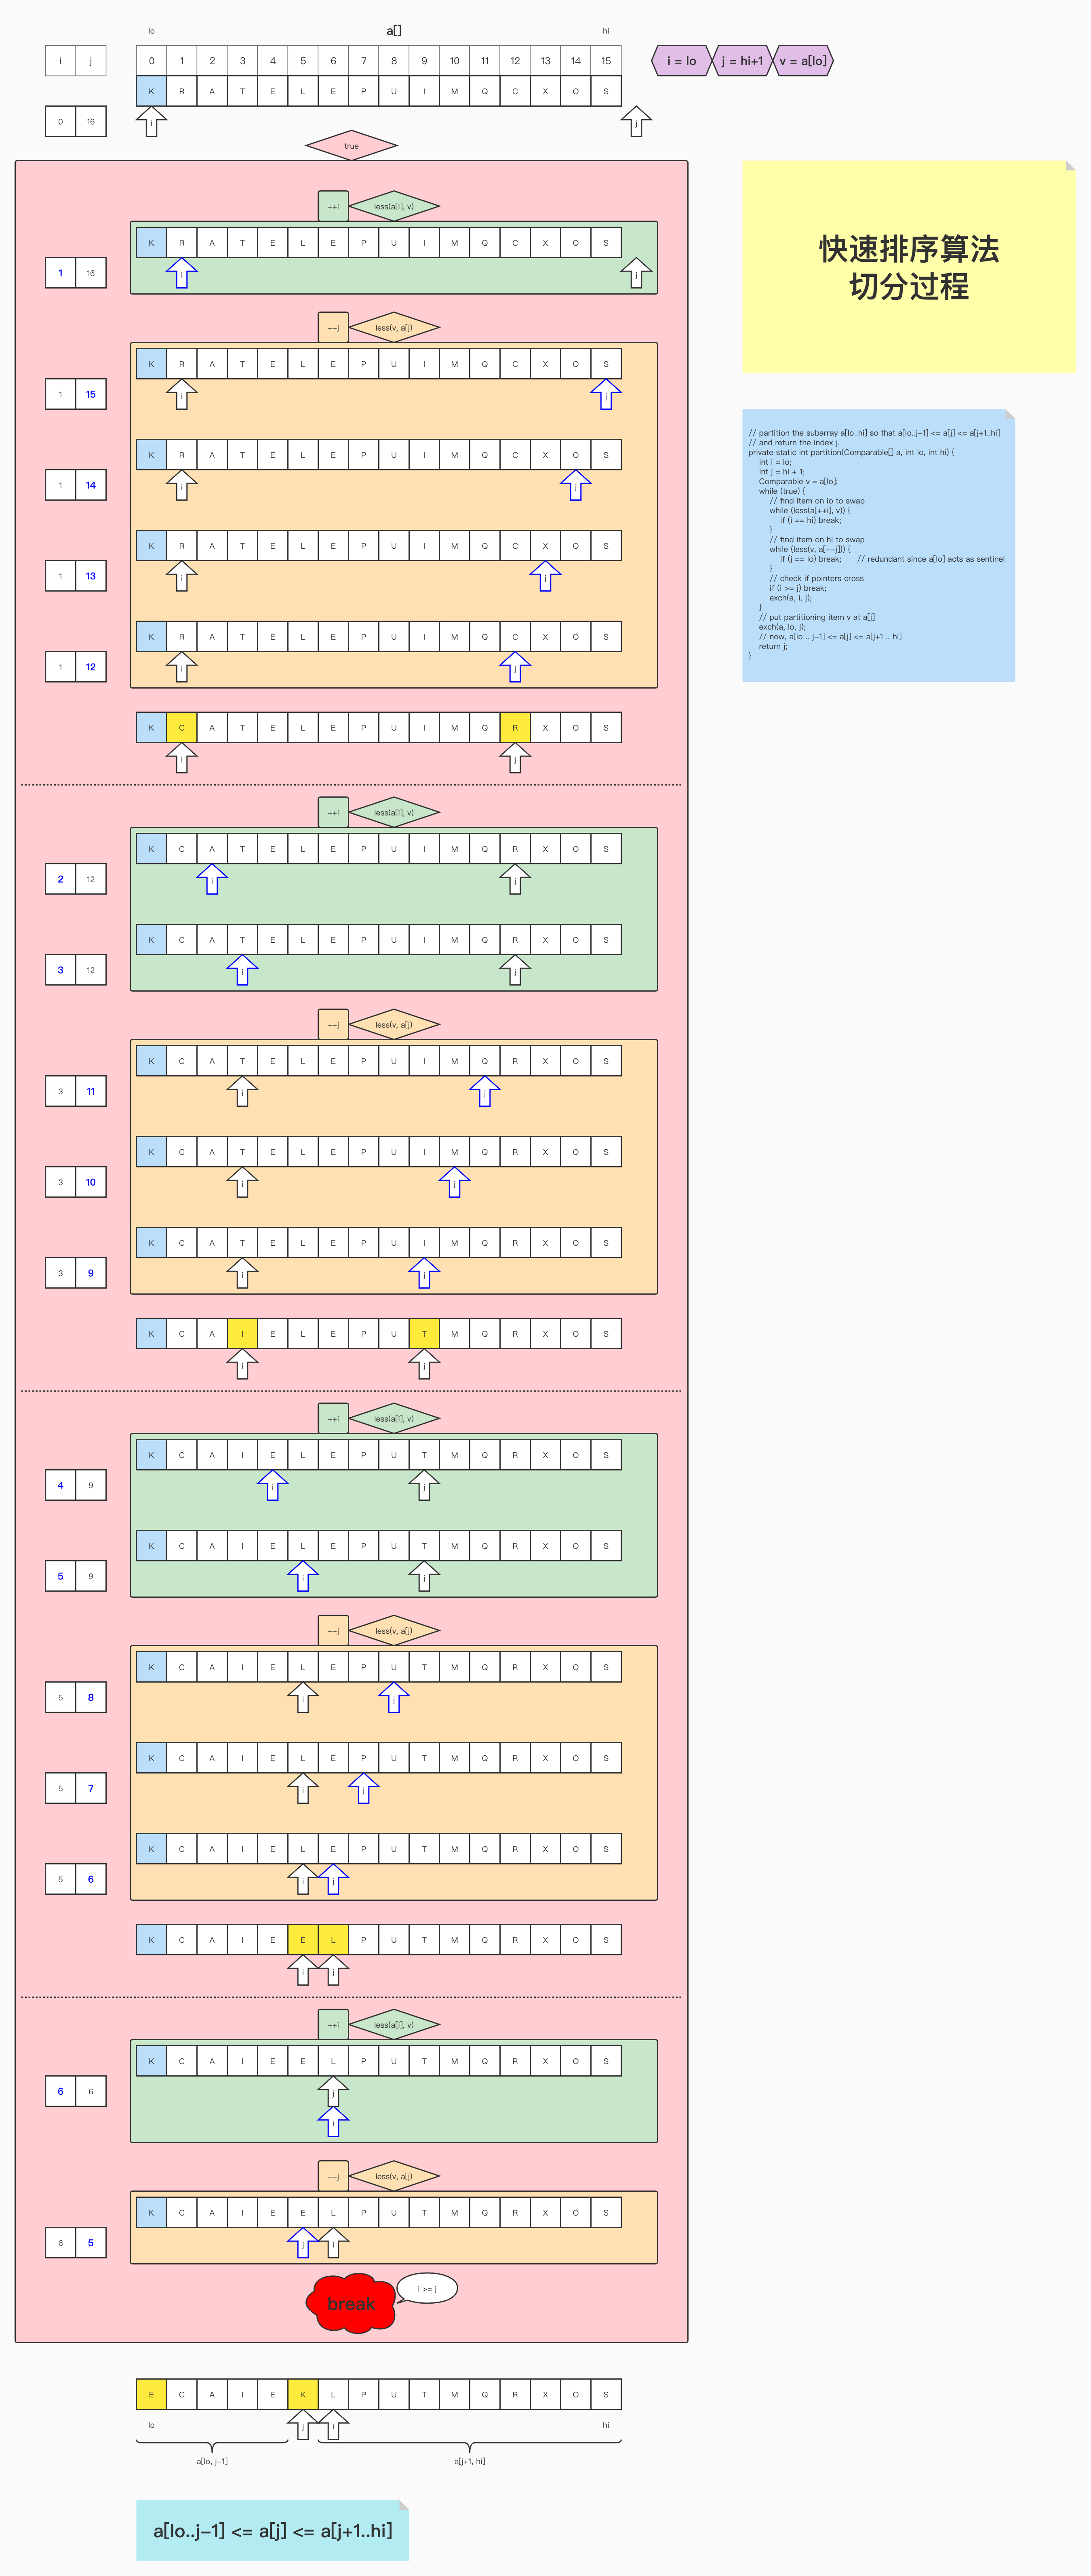 lo a[] hi
i j 0 1 2 3 4 5 6 7 8 9 10 11 12 13 14 15 i = lo j = hi+1 v = a[lo]
K R A T E L E P U I M Q C X O S
0 16 i j
true
++i less(a[i], v)
K R A T E L E P U I M Q C X O S
1 16 i j
--j less(v, a[j)
K R A T E L E P U I M Q C X O S
1 15 i j
K R A T E L E P U I M Q C X O S
1 14 i j
K R A T E L E P U I M Q C X O S
1 13 i j
K R A T E L E P U I M Q C X O S
1 12 i j
K C A T E L E P U I M Q R X O S
i j
++i less(a[i], v)
K C A T E L E P U I M Q R X O S
2 12 i j
K C A T E L E P U I M Q R X O S
3 12 i j
--j less(v, a[j)
K C A T E L E P U I M Q R X O S
3 11 i j
K C A T E L E P U I M Q R X O S
3 10 i j
K C A T E L E P U I M Q R X O S
3 9 i j
K C A I E L E P U T M Q R X O S
i j
++i less(a[i], v)
K C A I E L E P U T M Q R X O S
4 9 i j
K C A I E L E P U T M Q R X O S
5 9 i j
--j less(v, a[j)
K C A I E L E P U T M Q R X O S
5 8 i j
K C A I E L E P U T M Q R X O S
5 7 i j
K C A I E L E P U T M Q R X O S
5 6 i j
K C A I E E L P U T M Q R X O S
i j
++i less(a[i], v)
K C A I E E L P U T M Q R X O S
6 6 j
i
--j less(v, a[j)
K C A I E E L P U T M Q R X O S
6 5 j i
i >= j
break
E C A I E K L P U T M Q R X O S
lo j i hi
a[lo, j-1] a[j+1, hi]
a[lo..j-1] <= a[j] <= a[j+1..hi]
快速排序算法
切分过程
// partition the subarray a[lo..hi] so that a[lo..j-1] <= a[j] <= a[j+1..hi]
// and return the index j.
private static int partition(Comparable[] a, int lo, int hi) {
int i = lo;
int j = hi + 1;
Comparable v = a[lo];
while (true) {
// find item on lo to swap
while (less(a[++i], v)) {
if (i == hi) break;
}
// find item on hi to swap
while (less(v, a[--j])) {
if (j == lo) break; // redundant since a[lo] acts as sentinel
}
// check if pointers cross
if (i >= j) break;
exch(a, i, j);
}
// put partitioning item v at a[j]
exch(a, lo, j);
// now, a[lo .. j-1] <= a[j] <= a[j+1 .. hi]
return j;
}